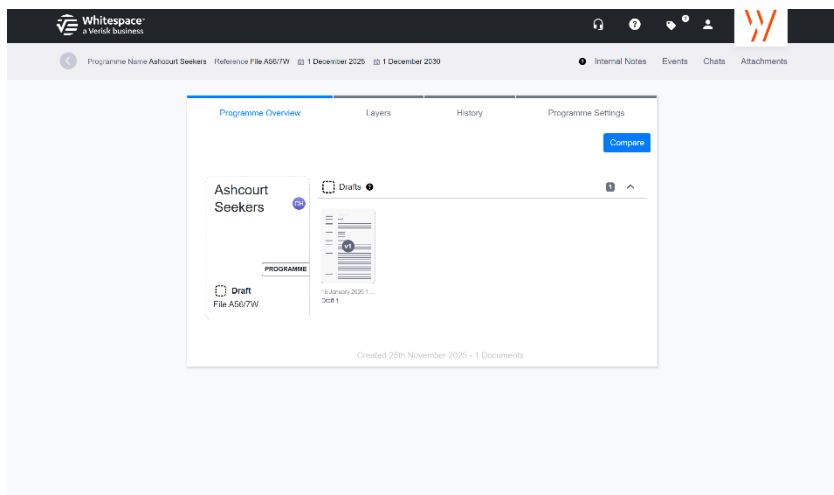 Whitespace
a Verisk business
Programme Name Ashcourt Seekers Reference File A56/7W 1 December 2025 1 December 2030
Internal Notes Events Chats Attachments
Programme Overview Layers History Programme Settings
Compare
Ashcourt
Seekers
Drafts
1
v1
PROGRAMME
Draft
File A56/7W
Draft 1
Created 25th November 2025 - 1 Documents